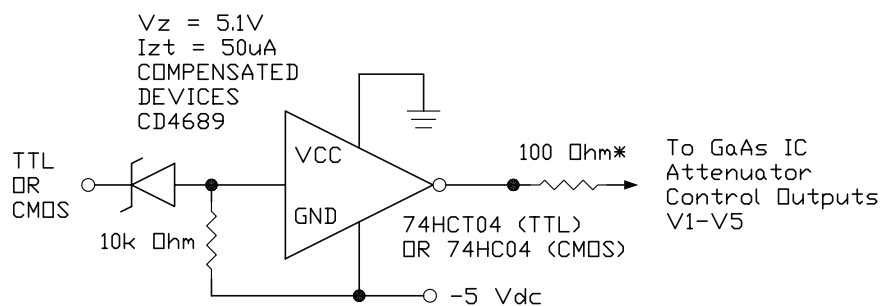 Vz = 5.1V
Izt = 50uA
COMPENSATED
DEVICES
CD4689
TTL
OR
CMOS
10k Ohm
VCC
GND
100 Ohm*
74HCT04 (TTL)
OR 74HC04 (CMOS)
-5 Vdc
To GaAs IC
Attenuator
Control Outputs
V1-V5